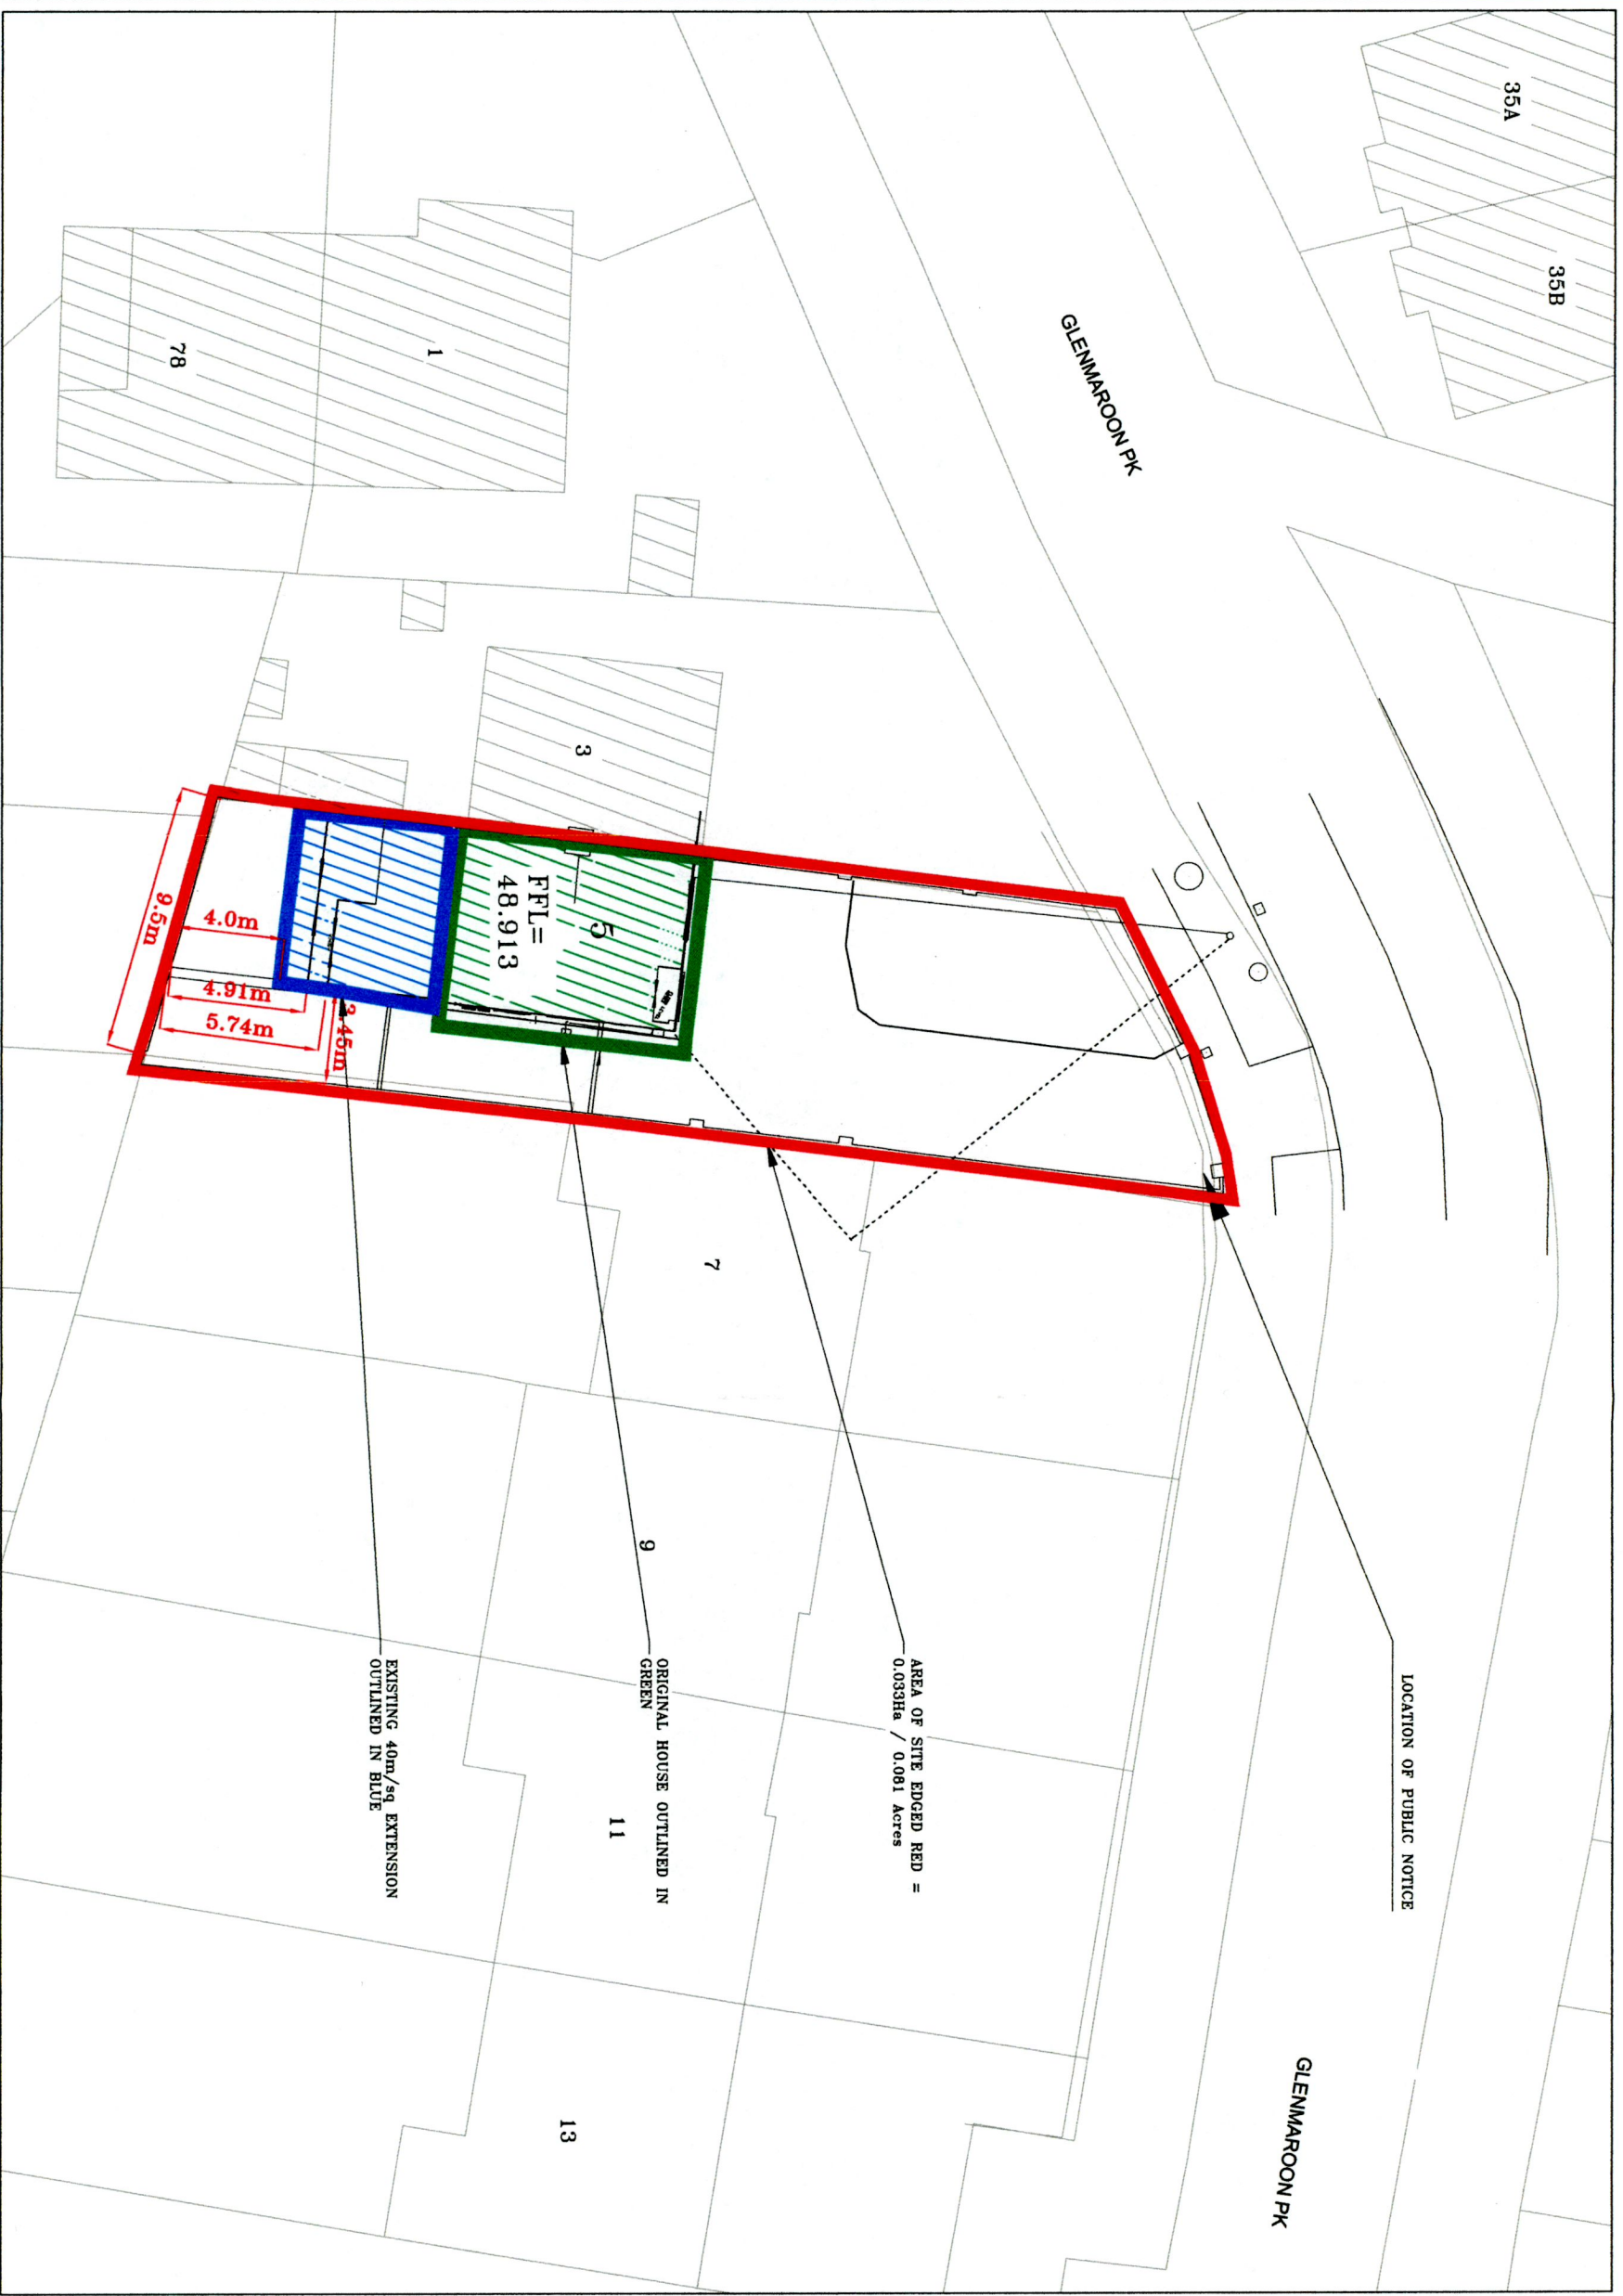 35A
35B
GLENMAROON PK
1
78
3
5
FFL=
48.913
4.0m
9.5m
4.91m
5.74m
7
9
11
13
LOCATION OF PUBLIC NOTICE
AREA OF SITE EDGED RED =
0.033Ha / 0.081 Acres
ORIGINAL HOUSE OUTLINED IN
GREEN
EXISTING 40m/sq EXTENSION
OUTLINED IN BLUE
GLENMAROON PK